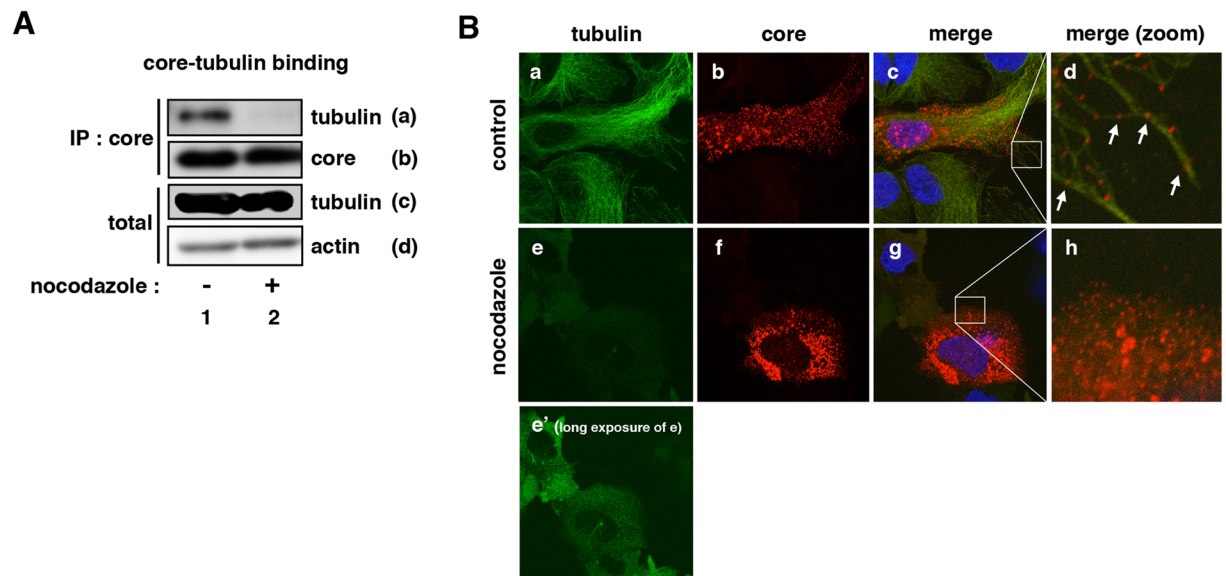 A
core-tubulin binding
IP : core
tubulin (a)
core (b)
total
tubulin (c)
actin (d)
nocodazole : - +
1 2
B
tubulin core merge merge (zoom)
control
a b c d
nocodazole
e f g h
e’ (long exposure of e)